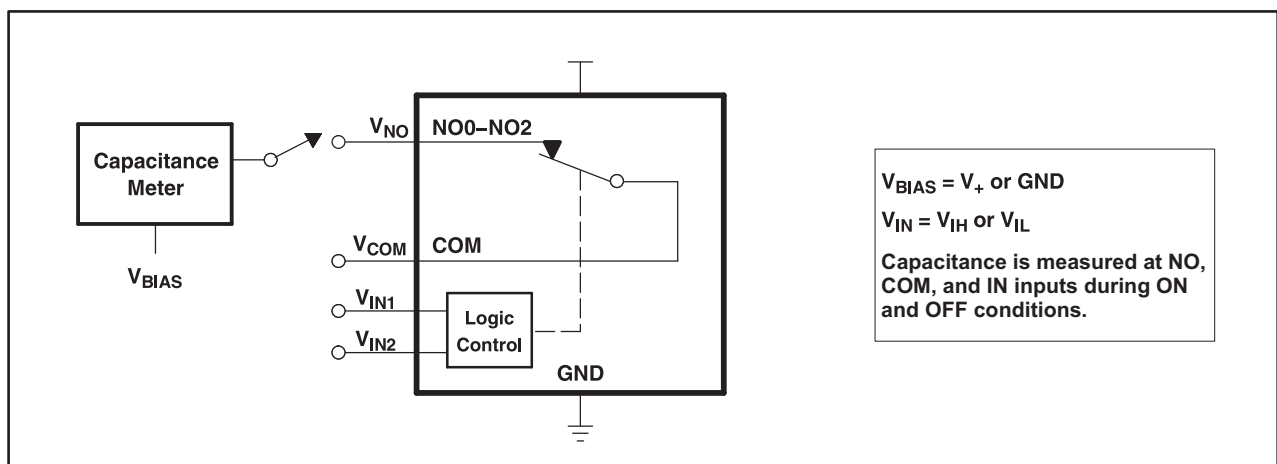 V_NO
NO0–NO2
Capacitance
Meter
V_BIAS
V_COM
COM
V_IN1
V_IN2
Logic
Control
GND
V_BIAS = V_+ or GND
V_IN = V_IH or V_IL
Capacitance is measured at NO,
COM, and IN inputs during ON
and OFF conditions.